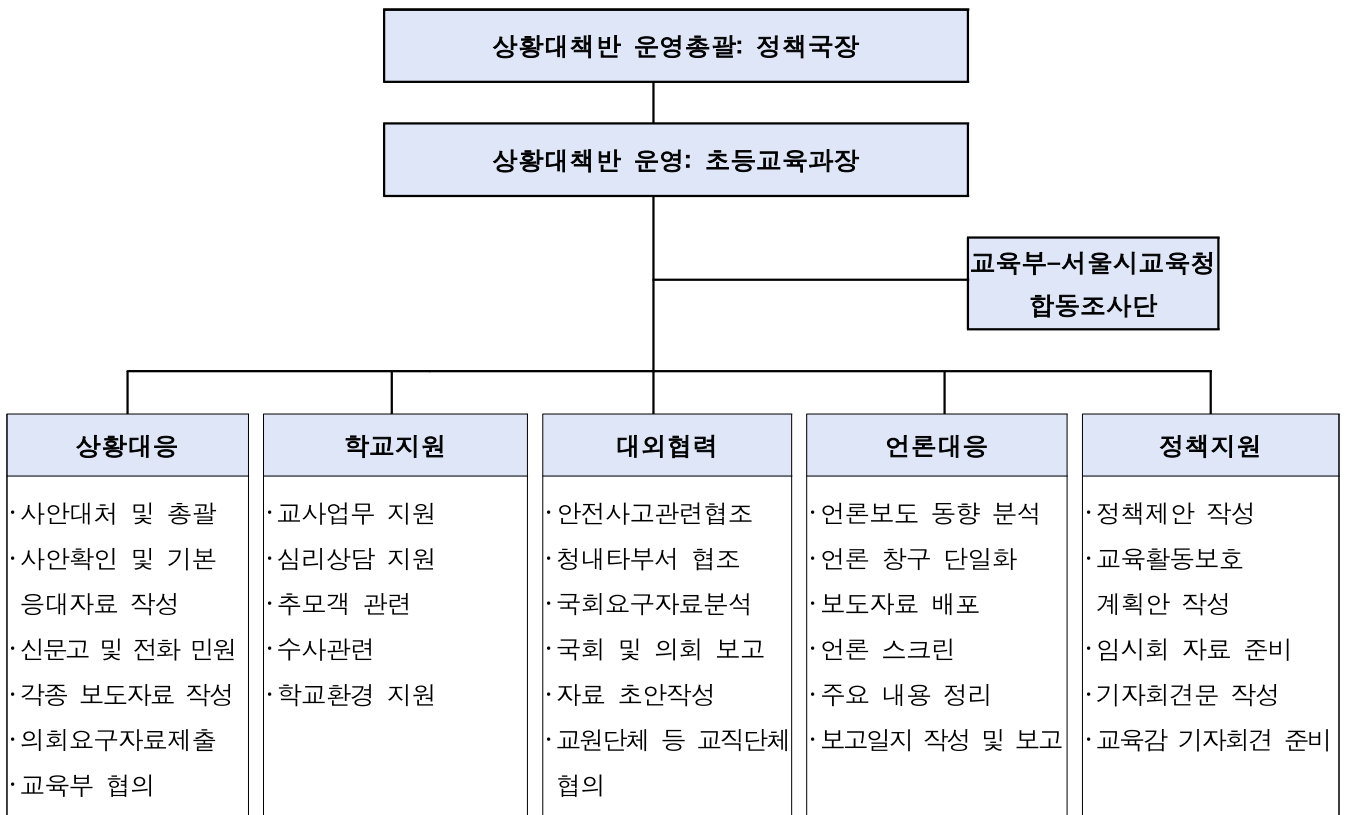 상황대책반 운영총괄: 정책국장
상황대책반 운영: 초등교육과장
교육부–서울시교육청
합동조사단
상황대응
·사안대처 및 총괄
·사안확인 및 기본
응대자료 작성
·신문고 및 전화 민원
·각종 보도자료 작성
·의회요구자료제출
·교육부 협의
학교지원
·교사업무 지원
·심리상담 지원
·추모객 관련
·수사관련
·학교환경 지원
대외협력
·안전사고관련협조
·청내타부서 협조
·국회요구자료분석
·국회 및 의회 보고
·자료 초안작성
·교원단체 등 교직단체
협의
언론대응
·언론보도 동향 분석
·언론 창구 단일화
·보도자료 배포
·언론 스크린
·주요 내용 정리
·보고일지 작성 및 보고
정책지원
·정책제안 작성
·교육활동보호
계획안 작성
·임시회 자료 준비
·기자회견문 작성
·교육감 기자회견 준비